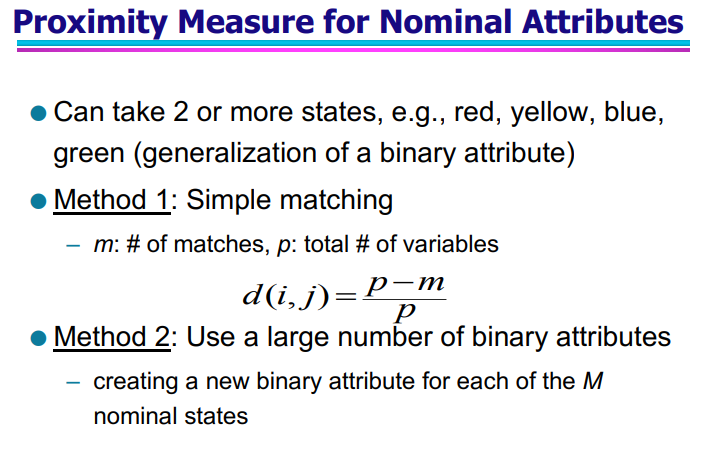 Proximity Measure for Nominal Attributes
● Can take 2 or more states, e.g., red, yellow, blue,
green (generalization of a binary attribute)
● Method 1: Simple matching
– m: # of matches, p: total # of variables
d(i, j) = (p − m) / p
● Method 2: Use a large number of binary attributes
– creating a new binary attribute for each of the M
nominal states